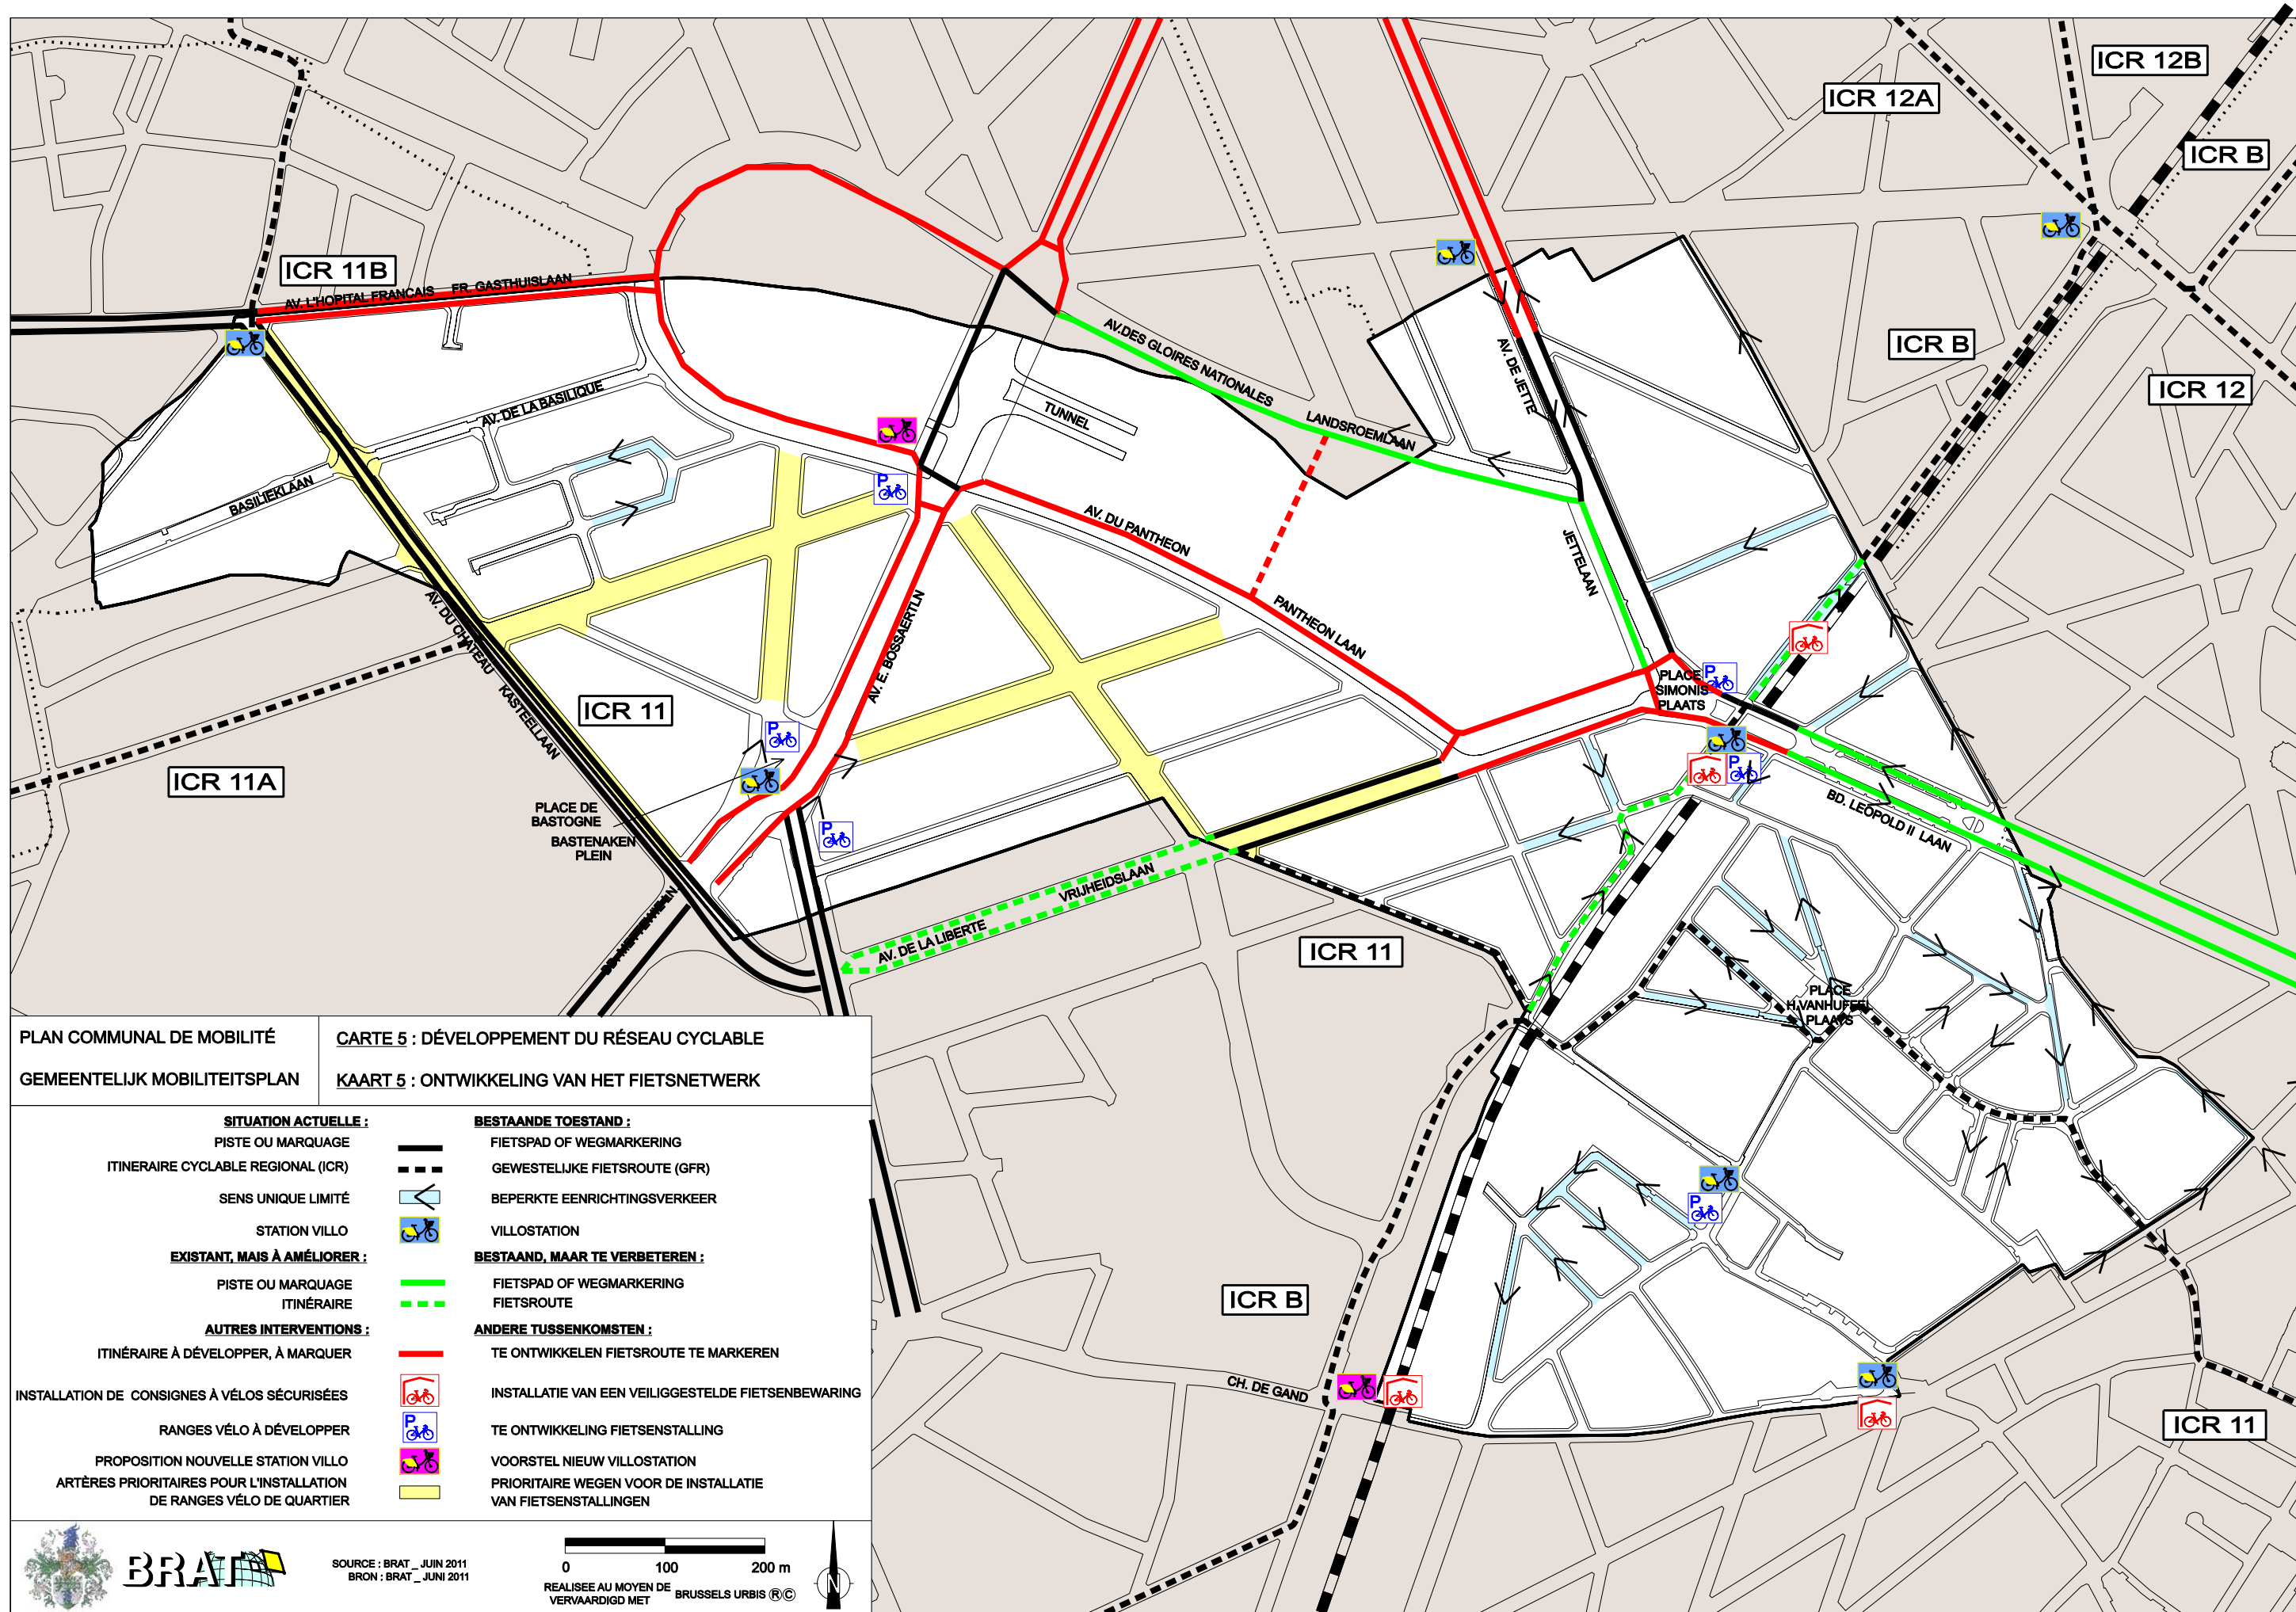 ICR 12B
ICR 12A
ICR B
ICR 11B
AV. L'HOPITAL FRANCAIS FR. GASTHUISLAAN
AV.DES GLOIRES NATIONALES
LANDSROEMLAAN
AV. DE JETTE
JETTELAAN
ICR B
ICR 12
AV. DE LA BASILIQUE
BASILIEKLAAN
TUNNEL
AV. DU PANTHEON
PANTHEON LAAN
AV. DU CHATEAU KASTEELLAAN
AV. E. BOSSAERTLN
ICR 11
ICR 11A
PLACE
SIMONIS
PLAATS
P
P
P
P
P
PLACE DE
BASTOGNE
BASTENAKEN
PLEIN
BD. LEOPOLD II LAAN
AV. DE LA LIBERTE
VRIJHEIDSLAAN
ICR 11
PLACE
H.VANHUFFEL
PLAATS
P
ICR B
CH. DE GAND
ICR 11
PLAN COMMUNAL DE MOBILITÉ
GEMEENTELIJK MOBILITEITSPLAN
CARTE 5 : DÉVELOPPEMENT DU RÉSEAU CYCLABLE
KAART 5 : ONTWIKKELING VAN HET FIETSNETWERK
SITUATION ACTUELLE : BESTAANDE TOESTAND :
PISTE OU MARQUAGE FIETSPAD OF WEGMARKERING
ITINERAIRE CYCLABLE REGIONAL (ICR) GEWESTELIJKE FIETSROUTE (GFR)
SENS UNIQUE LIMITÉ BEPERKTE EENRICHTINGSVERKEER
STATION VILLO VILLOSTATION
EXISTANT, MAIS À AMÉLIORER : BESTAAND, MAAR TE VERBETEREN :
PISTE OU MARQUAGE FIETSPAD OF WEGMARKERING
ITINÉRAIRE FIETSROUTE
AUTRES INTERVENTIONS : ANDERE TUSSENKOMSTEN :
ITINÉRAIRE À DÉVELOPPER, À MARQUER TE ONTWIKKELEN FIETSROUTE TE MARKEREN
INSTALLATION DE CONSIGNES À VÉLOS SÉCURISÉES INSTALLATIE VAN EEN VEILIGGESTELDE FIETSENBEWARING
RANGES VÉLO À DÉVELOPPER P TE ONTWIKKELING FIETSENSTALLING
PROPOSITION NOUVELLE STATION VILLO VOORSTEL NIEUW VILLOSTATION
ARTÈRES PRIORITAIRES POUR L'INSTALLATION PRIORITAIRE WEGEN VOOR DE INSTALLATIE
DE RANGES VÉLO DE QUARTIER VAN FIETSENSTALLINGEN
BRAT
SOURCE : BRAT _ JUIN 2011
BRON : BRAT _ JUNI 2011
0 100 200 m
REALISEE AU MOYEN DE
VERVAARDIGD MET
BRUSSELS URBIS ®©
N